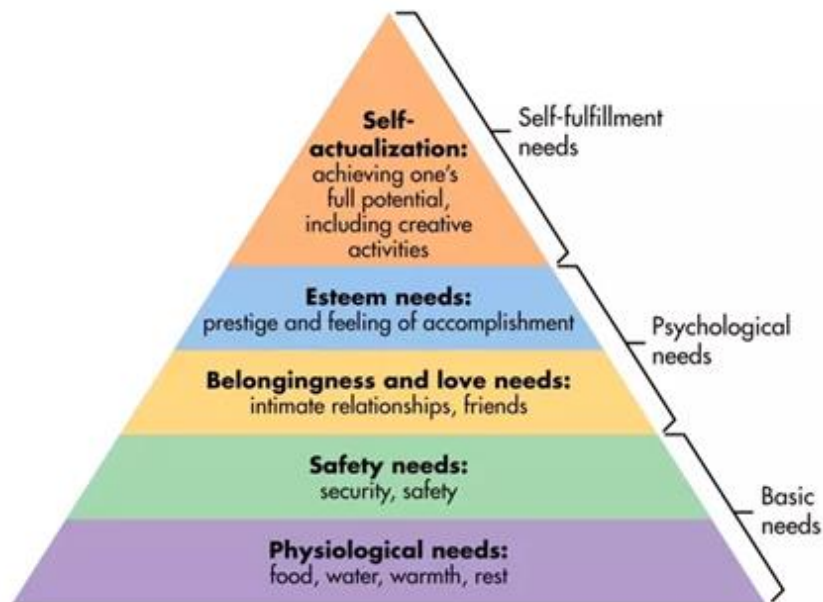 Self-
actualization:
achieving one's
full potential,
including creative
activities
Self-fulfillment
needs
Esteem needs:
prestige and feeling of accomplishment
Psychological
needs
Belongingness and love needs:
intimate relationships, friends
Safety needs:
security, safety
Basic
needs
Physiological needs:
food, water, warmth, rest